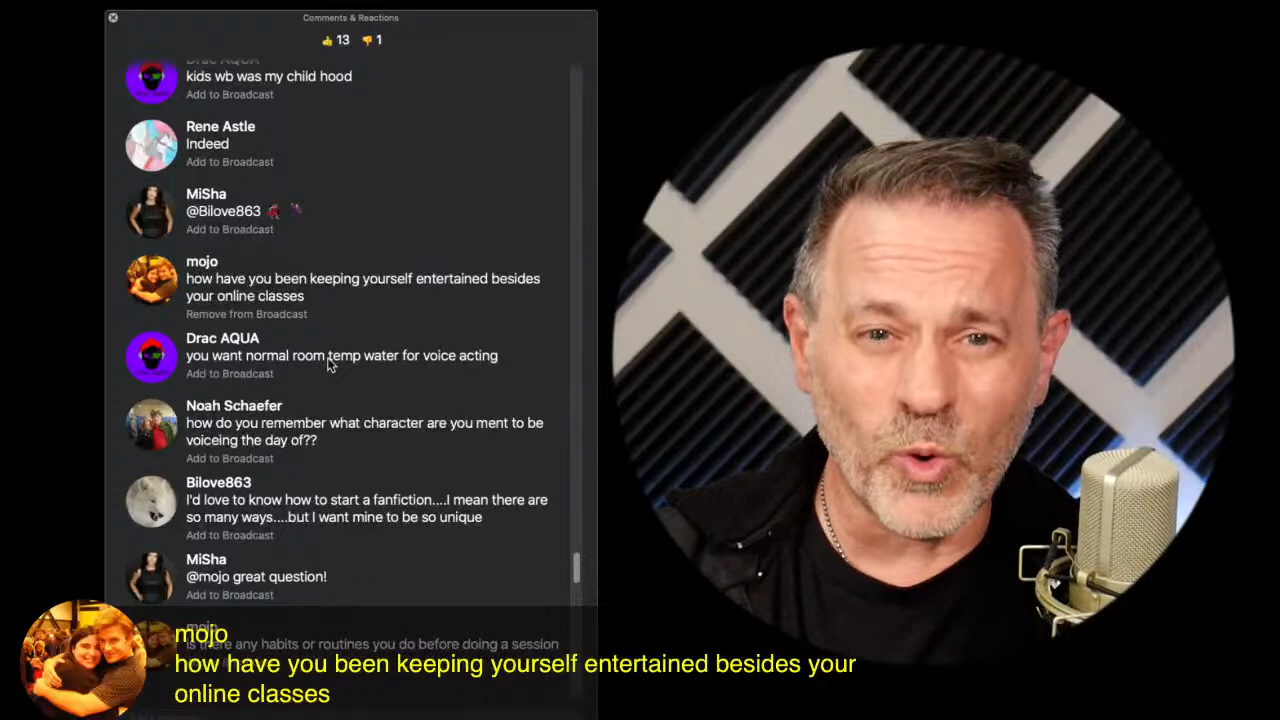 Comments & Reactions
👍 13 👎 1
Drac AQUA
kids wb was my child hood
Add to Broadcast
Rene Astle
Indeed
Add to Broadcast
MiSha
@Bilove863 💃 🕺
Add to Broadcast
mojo
how have you been keeping yourself entertained besides
your online classes
Remove from Broadcast
Drac AQUA
you want normal room temp water for voice acting
Add to Broadcast
Noah Schaefer
how do you remember what character are you ment to be
voiceing the day of??
Add to Broadcast
Bilove863
I'd love to know how to start a fanfiction....I mean there are
so many ways....but I want mine to be so unique
Add to Broadcast
MiSha
@mojo great question!
Add to Broadcast
mojo
is there any habits or routines you do before doing a session
mojo
how have you been keeping yourself entertained besides your
online classes